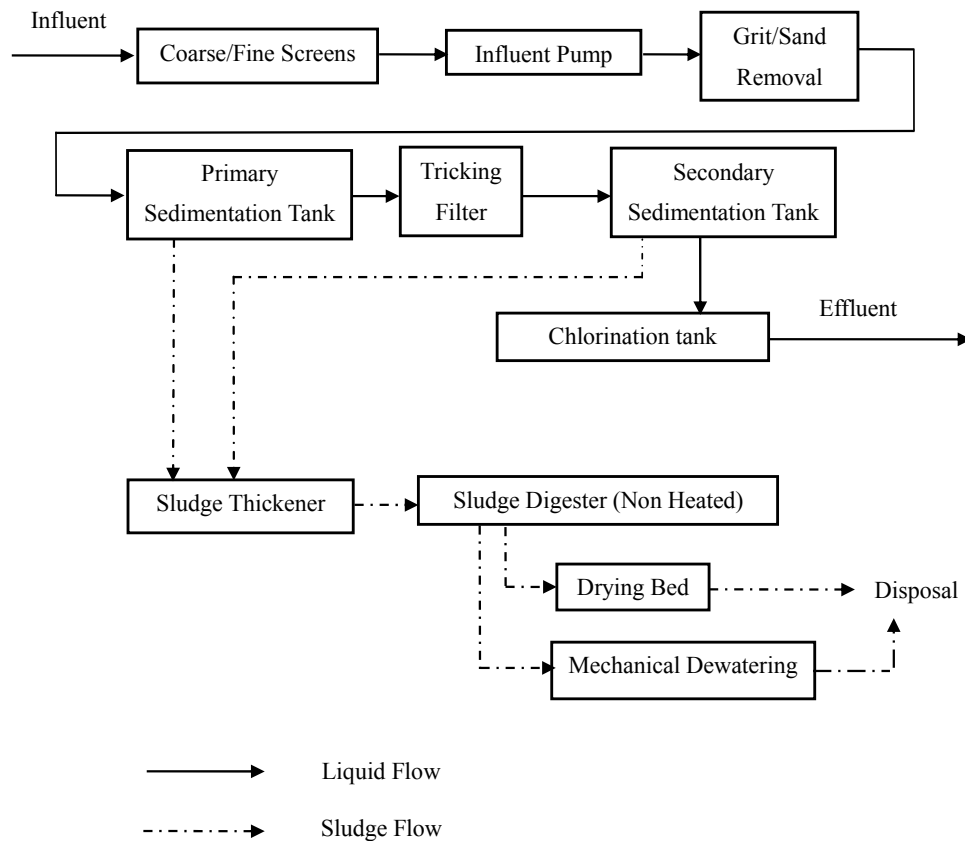 Influent
Coarse/Fine Screens
Influent Pump
Grit/Sand
Removal
Primary
Sedimentation Tank
Tricking
Filter
Secondary
Sedimentation Tank
Chlorination tank
Effluent
Sludge Thickener
Sludge Digester (Non Heated)
Drying Bed
Disposal
Mechanical Dewatering
Liquid Flow
Sludge Flow